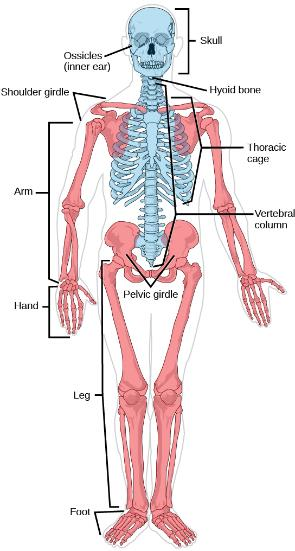 Skull
Ossicles
(inner ear)
Hyoid bone
Shoulder girdle
Thoracic
cage
Arm
Vertebral
column
Pelvic girdle
Hand
Leg
Foot